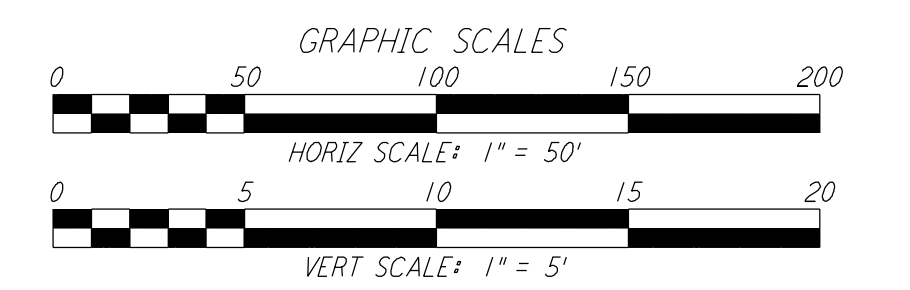 GRAPHIC SCALES
0 50 100 150 200
HORIZ SCALE: 1" = 50'
0 5 10 15 20
VERT SCALE: 1" = 5'